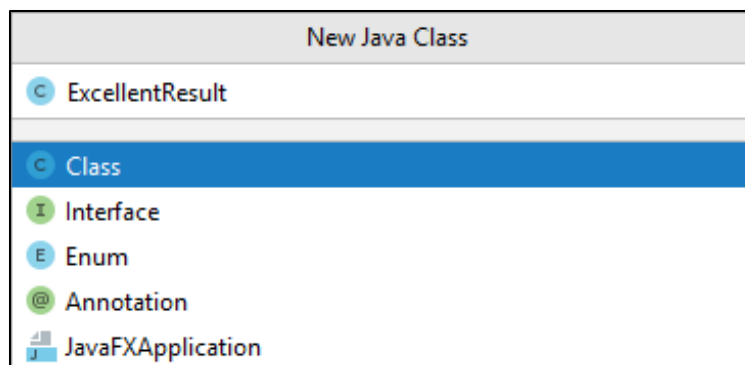 New Java Class
C ExcellentResult
C Class
I Interface
E Enum
@ Annotation
J JavaFXApplication